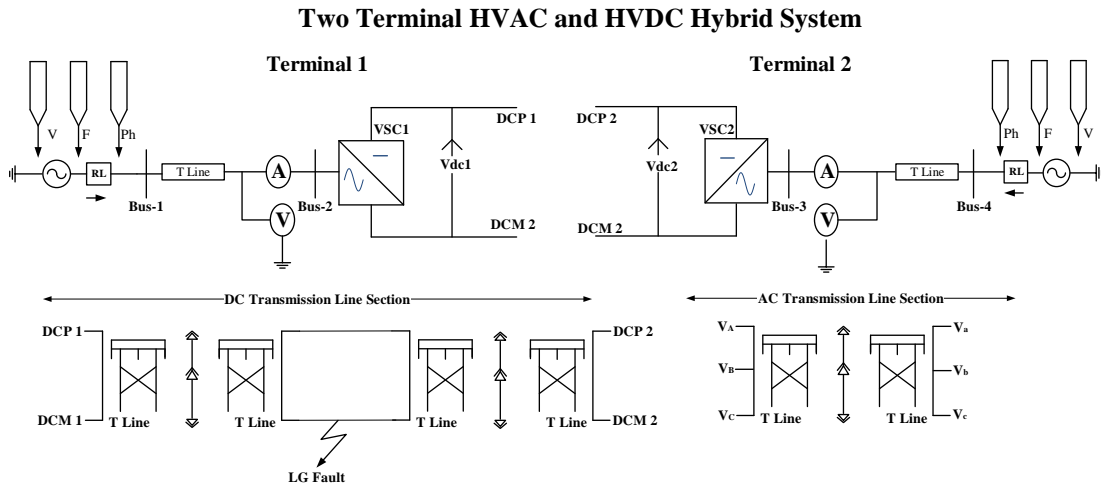 Two Terminal HVAC and HVDC Hybrid System
Terminal 1
Terminal 2
V
F
Ph
RL
Bus-1
T Line
A
V
Bus-2
VSC1
Vdc1
DCP 1
DCM 2
DCP 2
DCM 2
Vdc2
VSC2
Bus-3
A
V
T Line
Bus-4
RL
Ph
F
V
DC Transmission Line Section
DCP 1
DCM 1
T Line
T Line
LG Fault
T Line
T Line
DCP 2
DCM 2
AC Transmission Line Section
VA
VB
VC
T Line
T Line
Va
Vb
Vc